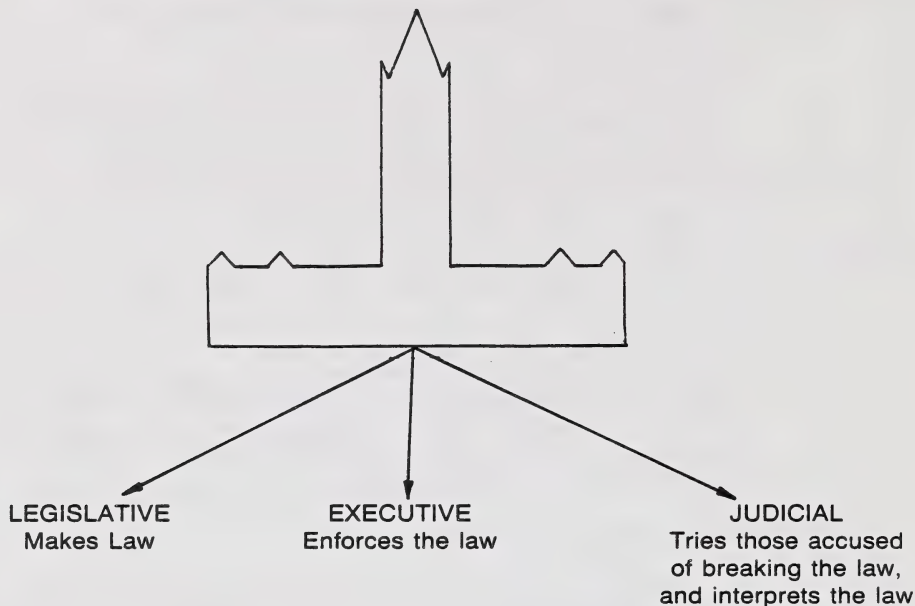 LEGISLATIVE
Makes Law
EXECUTIVE
Enforces the law
JUDICIAL
Tries those accused
of breaking the law,
and interprets the law